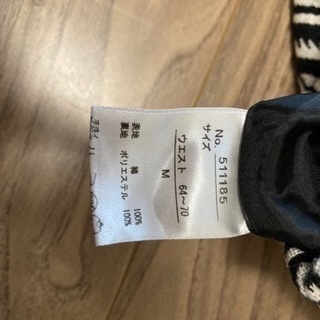 No. 511185
サイズ
ウエスト 64〜70
M
表地 綿 100%
裏地 ポリエステル 100%